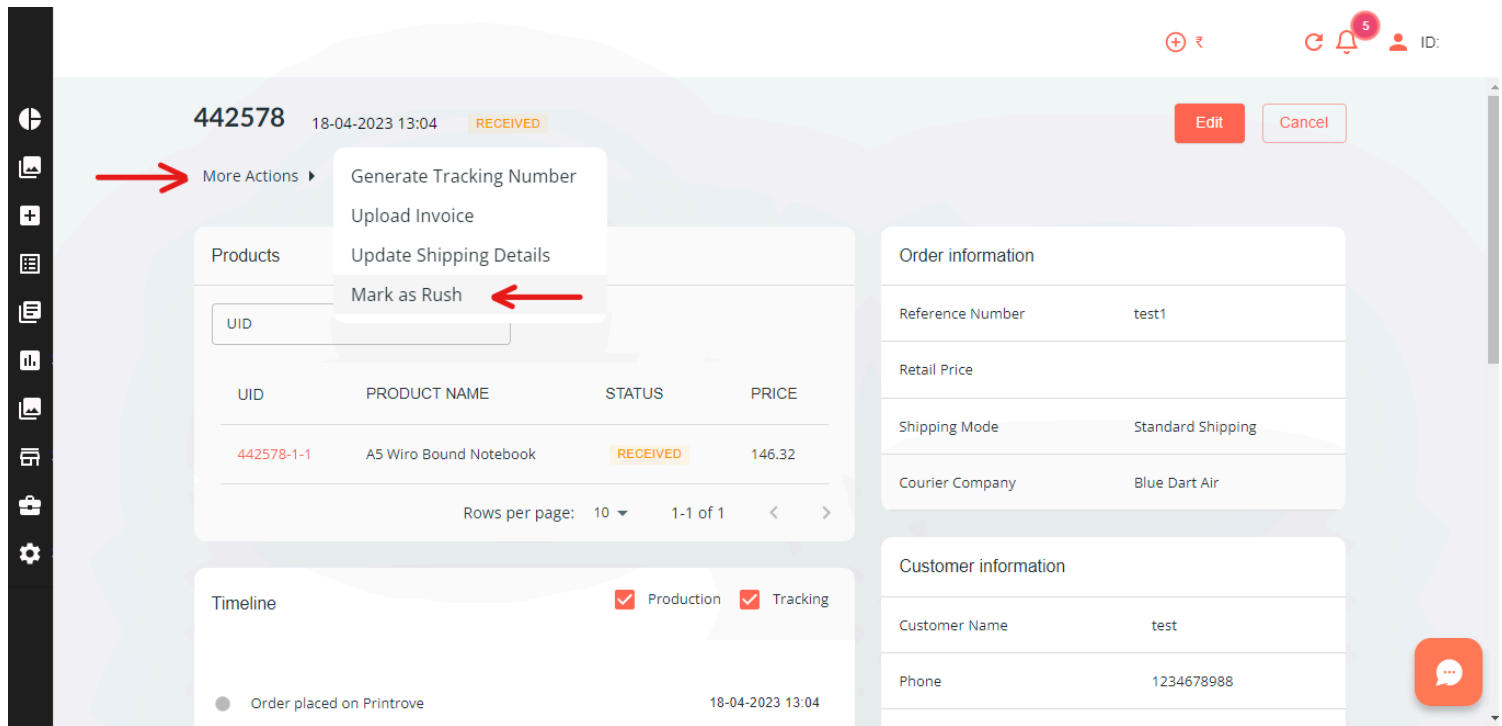 5
₹
ID:
442578 18-04-2023 13:04 RECEIVED
Edit Cancel
More Actions
Generate Tracking Number
Upload Invoice
Update Shipping Details
Mark as Rush
Products
UID
UID PRODUCT NAME STATUS PRICE
442578-1-1 A5 Wiro Bound Notebook RECEIVED 146.32
Rows per page: 10 1-1 of 1
Order information
Reference Number test1
Retail Price
Shipping Mode Standard Shipping
Courier Company Blue Dart Air
Timeline
Production Tracking
Order placed on Printrove 18-04-2023 13:04
Customer information
Customer Name test
Phone 1234678988